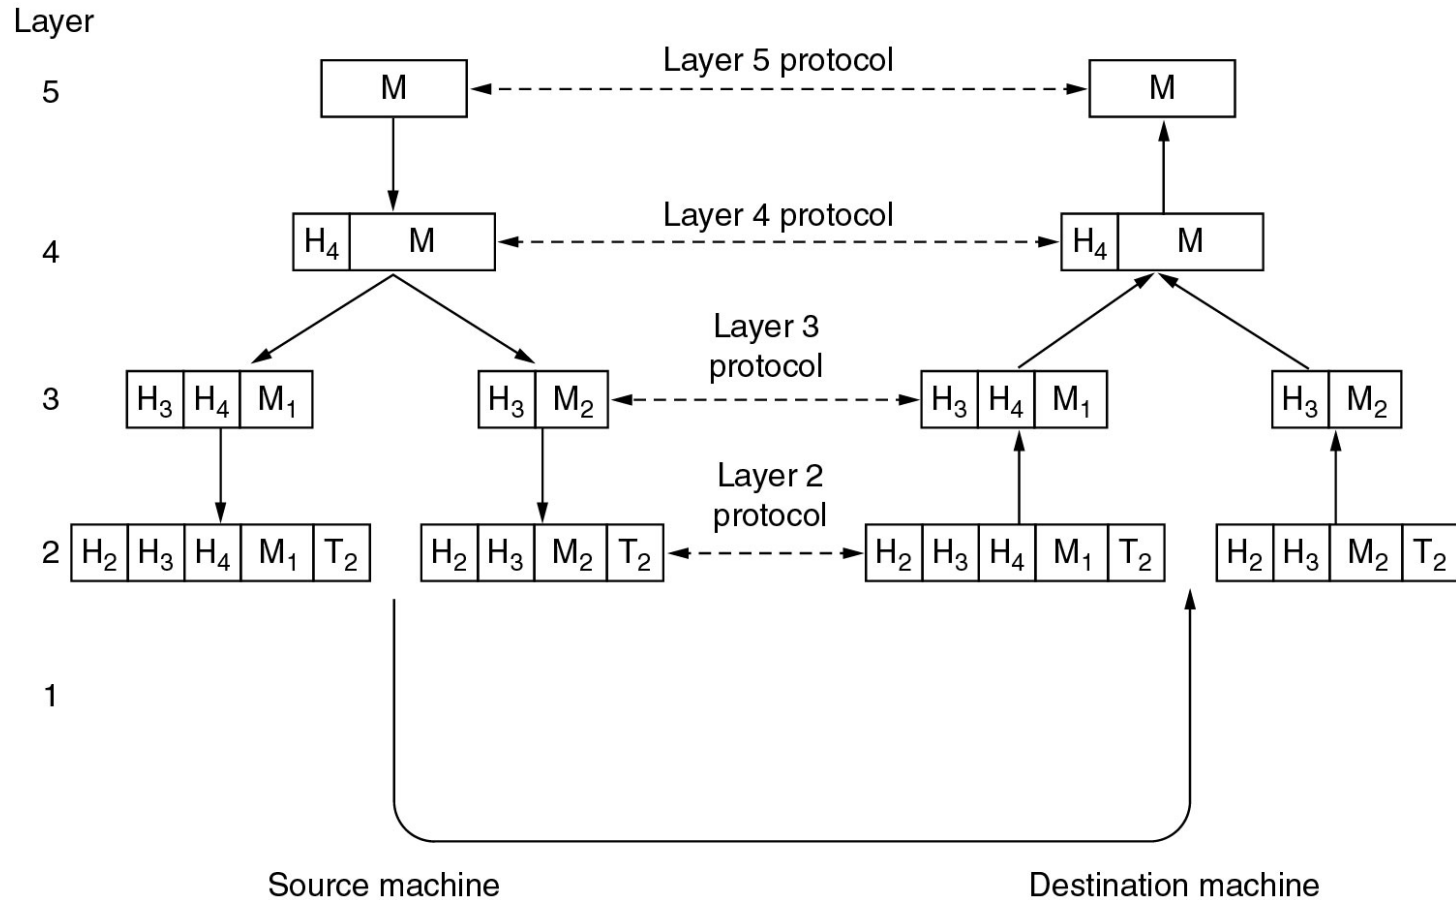 Layer
5 M Layer 5 protocol M
4 H4 M Layer 4 protocol H4 M
Layer 3
protocol
3 H3 H4 M1 H3 M2 H3 H4 M1 H3 M2
Layer 2
protocol
2 H2 H3 H4 M1 T2 H2 H3 M2 T2 H2 H3 H4 M1 T2 H2 H3 M2 T2
1
Source machine Destination machine